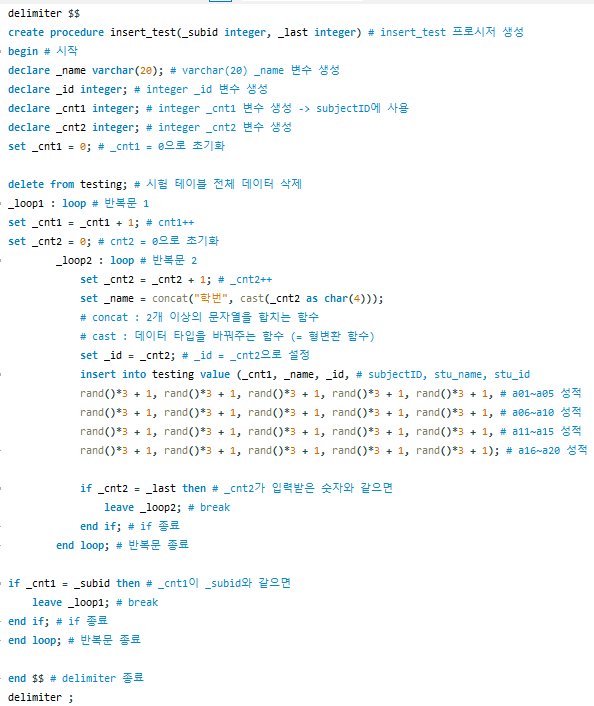 delimiter $$
create procedure insert_test(_subid integer, _last integer) # insert_test 프로시저 생성
begin # 시작
declare _name varchar(20); # varchar(20) _name 변수 생성
declare _id integer; # integer _id 변수 생성
declare _cnt1 integer; # integer _cnt1 변수 생성 -> subjectID에 사용
declare _cnt2 integer; # integer _cnt2 변수 생성
set _cnt1 = 0; # _cnt1 = 0으로 초기화
delete from testing; # 시험 테이블 전체 데이터 삭제
_loop1 : loop # 반복문 1
set _cnt1 = _cnt1 + 1; # cnt1++
set _cnt2 = 0; # cnt2 = 0으로 초기화
_loop2 : loop # 반복문 2
set _cnt2 = _cnt2 + 1; # _cnt2++
set _name = concat("학번", cast(_cnt2 as char(4)));
# concat : 2개 이상의 문자열을 합치는 함수
# cast : 데이터 타입을 바꿔주는 함수 (= 형변환 함수)
set _id = _cnt2; # _id = _cnt2으로 설정
insert into testing value (_cnt1, _name, _id, # subjectID, stu_name, stu_id
rand()*3 + 1, rand()*3 + 1, rand()*3 + 1, rand()*3 + 1, rand()*3 + 1, # a01~a05 성적
rand()*3 + 1, rand()*3 + 1, rand()*3 + 1, rand()*3 + 1, rand()*3 + 1, # a06~a10 성적
rand()*3 + 1, rand()*3 + 1, rand()*3 + 1, rand()*3 + 1, rand()*3 + 1, # a11~a15 성적
rand()*3 + 1, rand()*3 + 1, rand()*3 + 1, rand()*3 + 1, rand()*3 + 1); # a16~a20 성적
if _cnt2 = _last then # _cnt2가 입력받은 숫자와 같으면
leave _loop2; # break
end if; # if 종료
end loop; # 반복문 종료
if _cnt1 = _subid then # _cnt1이 _subid와 같으면
leave _loop1; # break
end if; # if 종료
end loop; # 반복문 종료
end $$ # delimiter 종료
delimiter ;